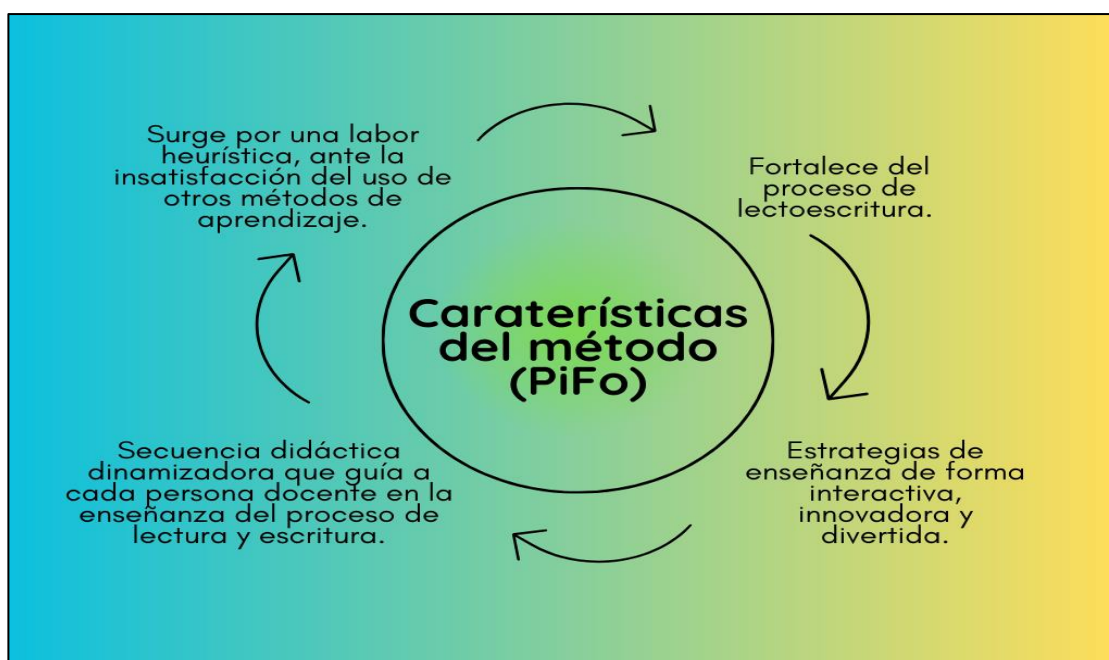 Surge por una labor
heurística, ante la
insatisfacción del uso de
otros métodos de
aprendizaje.
Fortalece del
proceso de
lectoescritura.
Caraterísticas
del método
(PiFo)
Secuencia didáctica
dinamizadora que guía a
cada persona docente en la
enseñanza del proceso de
lectura y escritura.
Estrategias de
enseñanza de forma
interactiva,
innovadora y
divertida.